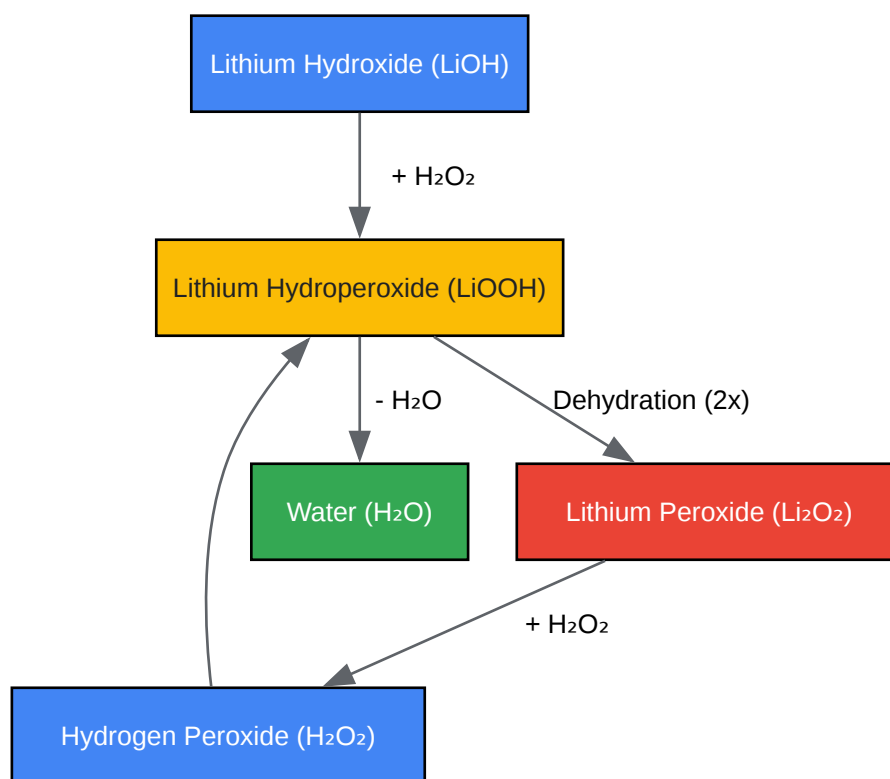 Lithium Hydroxide (LiOH)
+ H₂O₂
Lithium Hydroperoxide (LiOOH)
- H₂O
Dehydration (2x)
Water (H₂O)
Lithium Peroxide (Li₂O₂)
+ H₂O₂
Hydrogen Peroxide (H₂O₂)